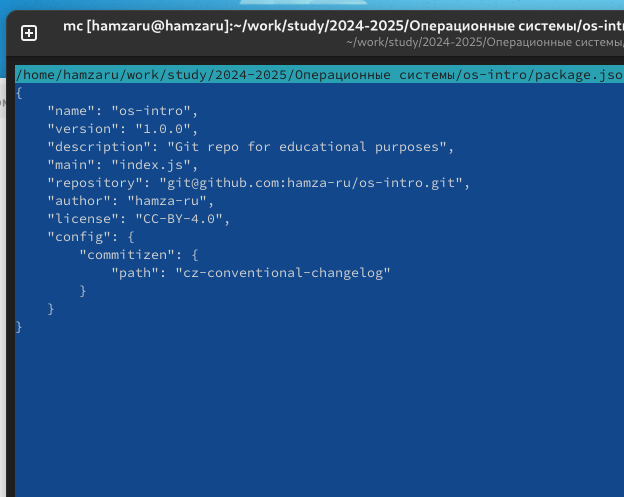 mc [hamzaru@hamzaru]:~/work/study/2024-2025/Операционные системы/os-intr
~/work/study/2024-2025/Операционные системы/
/home/hamzaru/work/study/2024-2025/Операционные системы/os-intro/package.jso
{
    "name": "os-intro",
    "version": "1.0.0",
    "description": "Git repo for educational purposes",
    "main": "index.js",
    "repository": "git@github.com:hamza-ru/os-intro.git",
    "author": "hamza-ru",
    "license": "CC-BY-4.0",
    "config": {
        "commitizen": {
            "path": "cz-conventional-changelog"
        }
    }
}